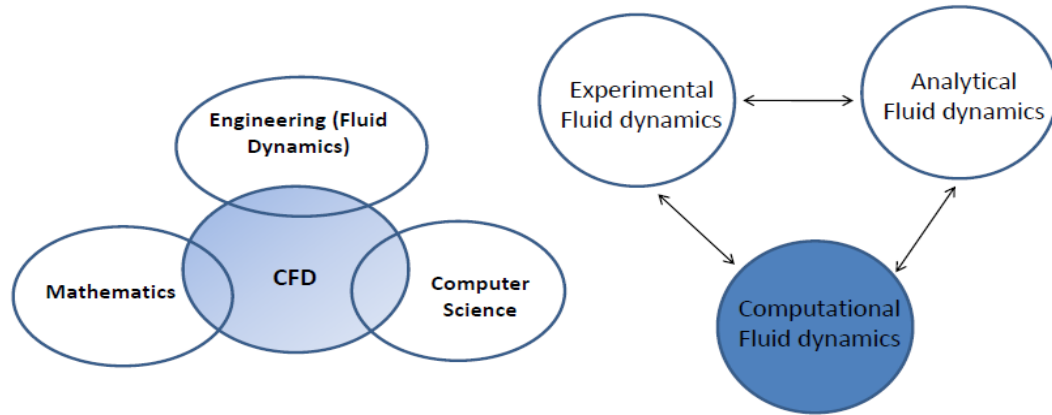 Engineering (Fluid
Dynamics)
CFD
Mathematics
Computer
Science
Experimental
Fluid dynamics
Analytical
Fluid dynamics
Computational
Fluid dynamics